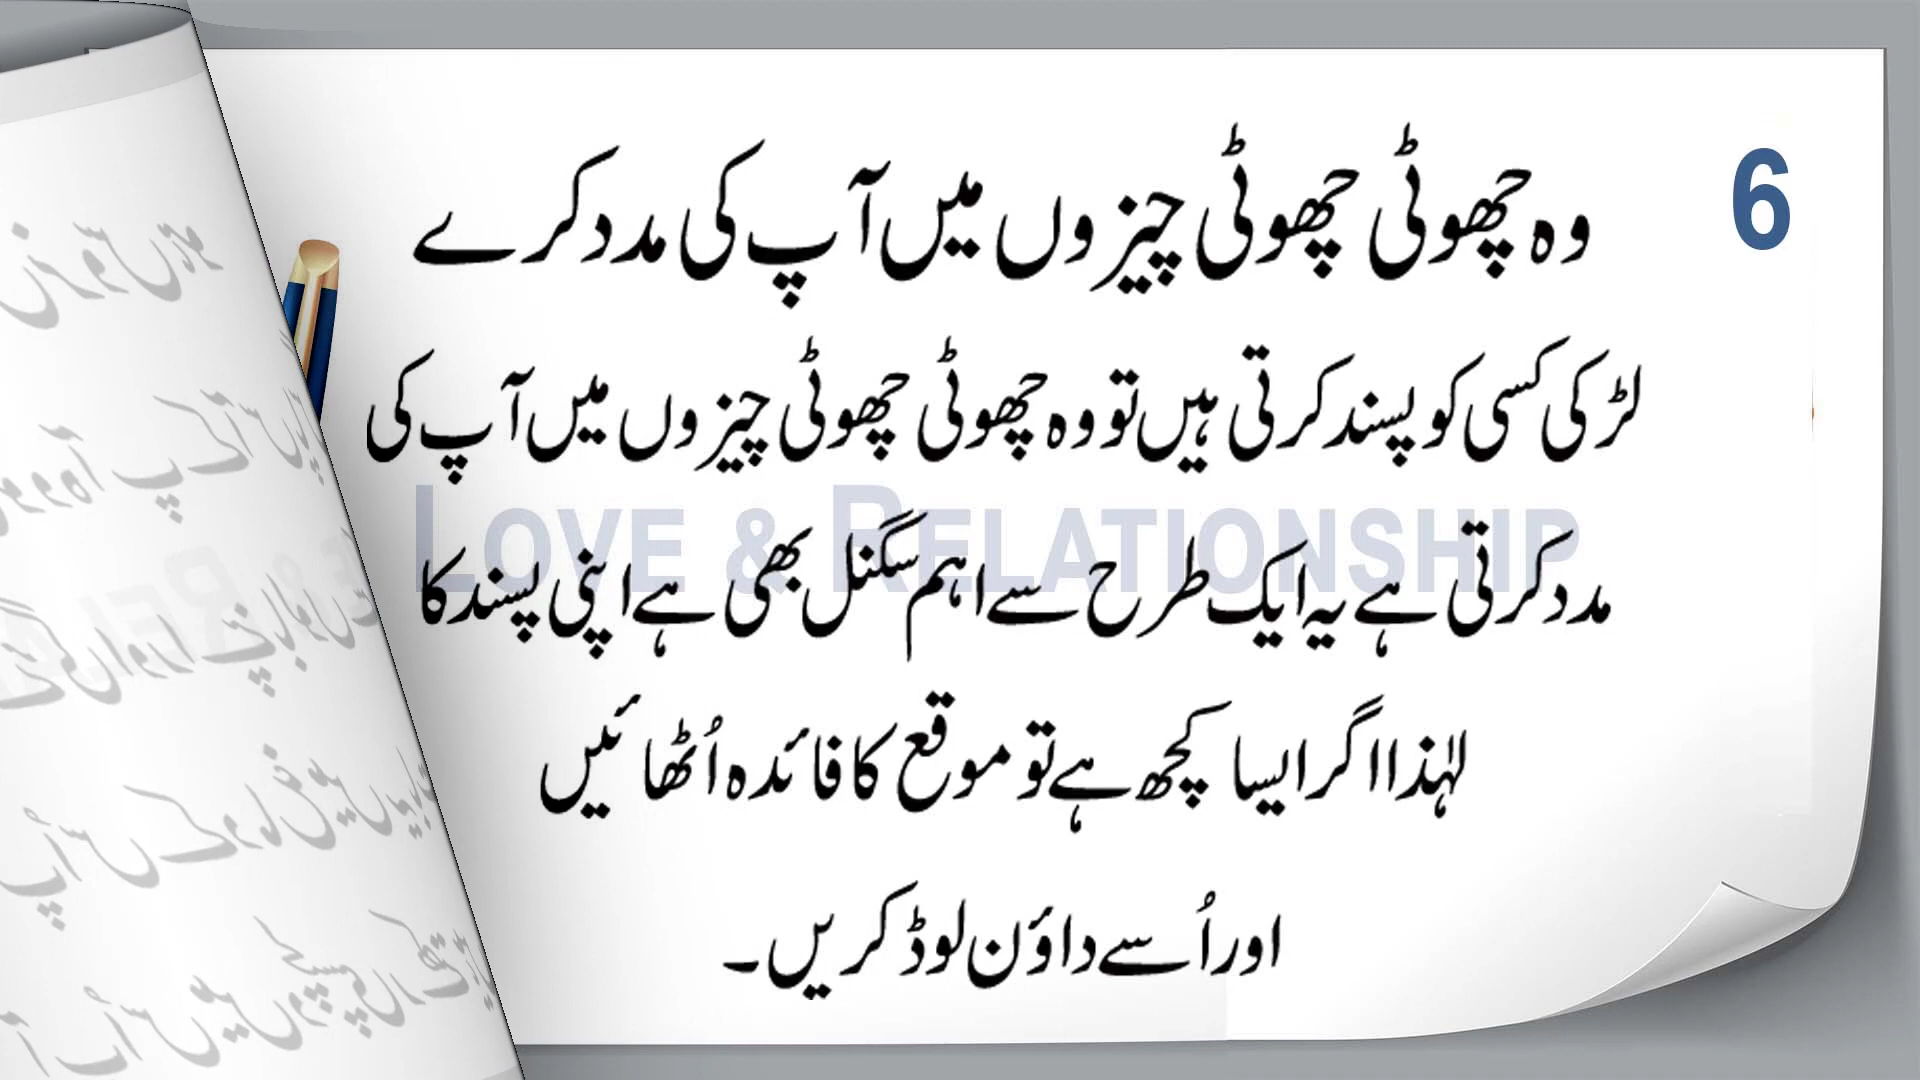 6
وہ چھوٹی چھوٹی چیزوں میں آپ کی مدد کرے
لڑکی کسی کو پسند کرتی ہیں تو وہ چھوٹی چھوٹی چیزوں میں آپ کی
LOVE & RELATIONSHIP
مدد کرتی ہے یہ ایک طرح سے اہم سگنل بھی ہے اپنی پسند کا
لہٰذا اگر ایسا کچھ ہے تو موقع کا فائدہ اُٹھائیں
اور اُسے داؤن لوڈ کریں۔